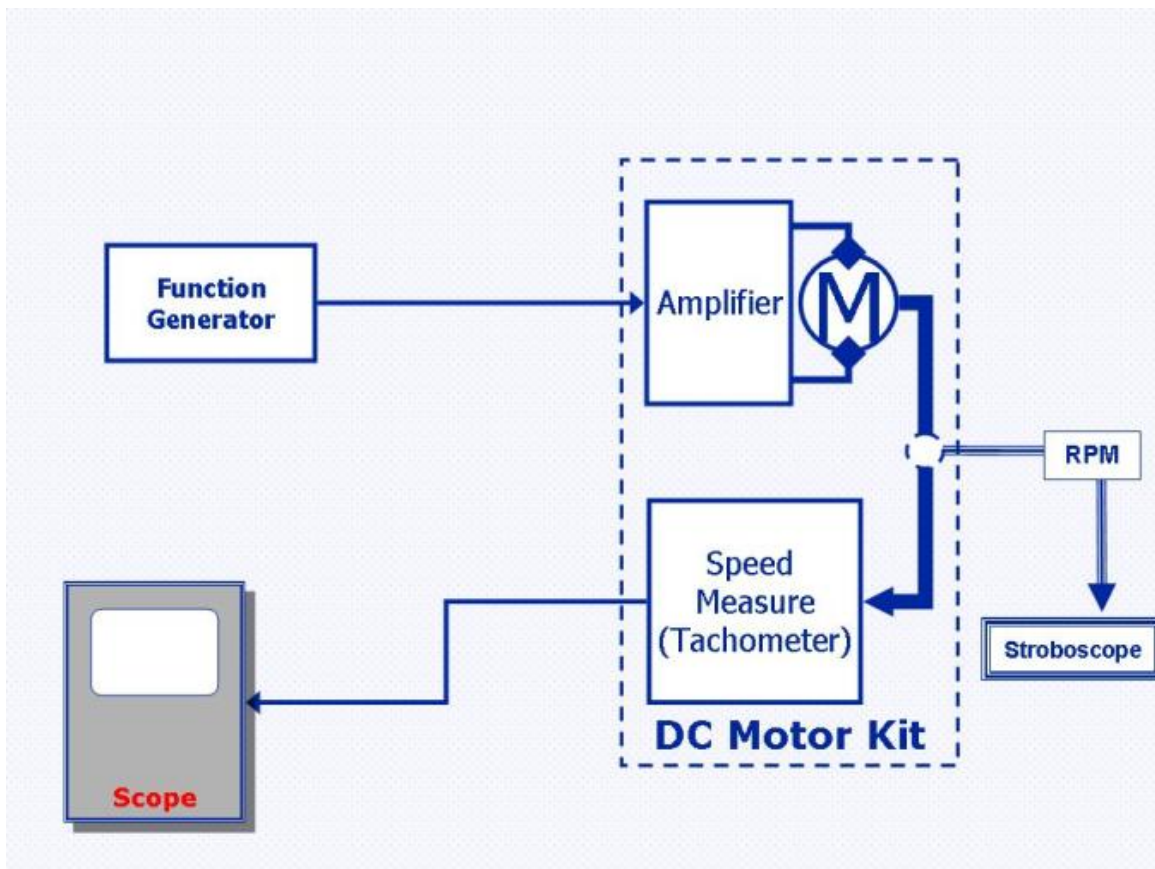 Function
Generator
Amplifier
M
RPM
Speed
Measure
(Tachometer)
Stroboscope
DC Motor Kit
Scope